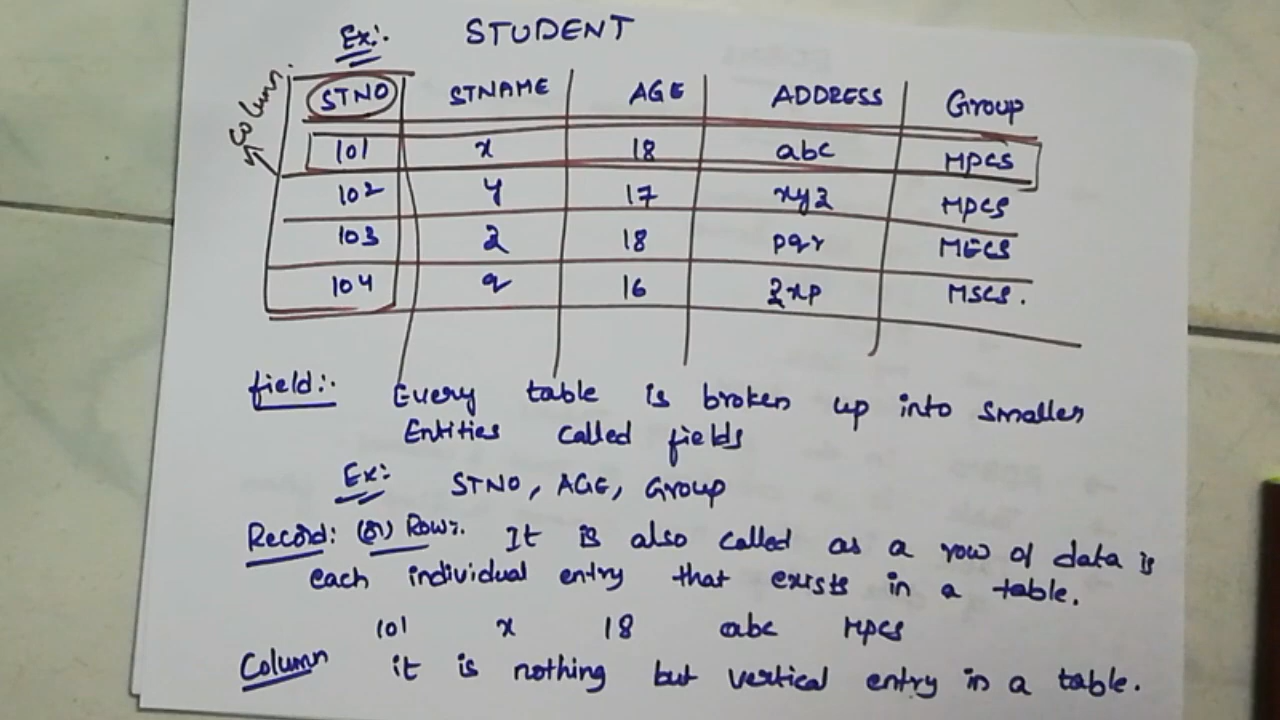 Ex:. STUDENT
Column.
STNO STNAME AGE ADDRESS Group
101 x 18 abc MPCS
102 y 17 xyz MPCS
103 z 18 pqr MECS
104 q 16 zxp MSCS.
field:. Every table is broken up into smaller
Entities called fields
Ex: STNO, AGE, Group
Record: (or) Row:. It is also called as a row of data is
each individual entry that exists in a table.
101 x 18 abc MPCS
Column it is nothing but vertical entry in a table.